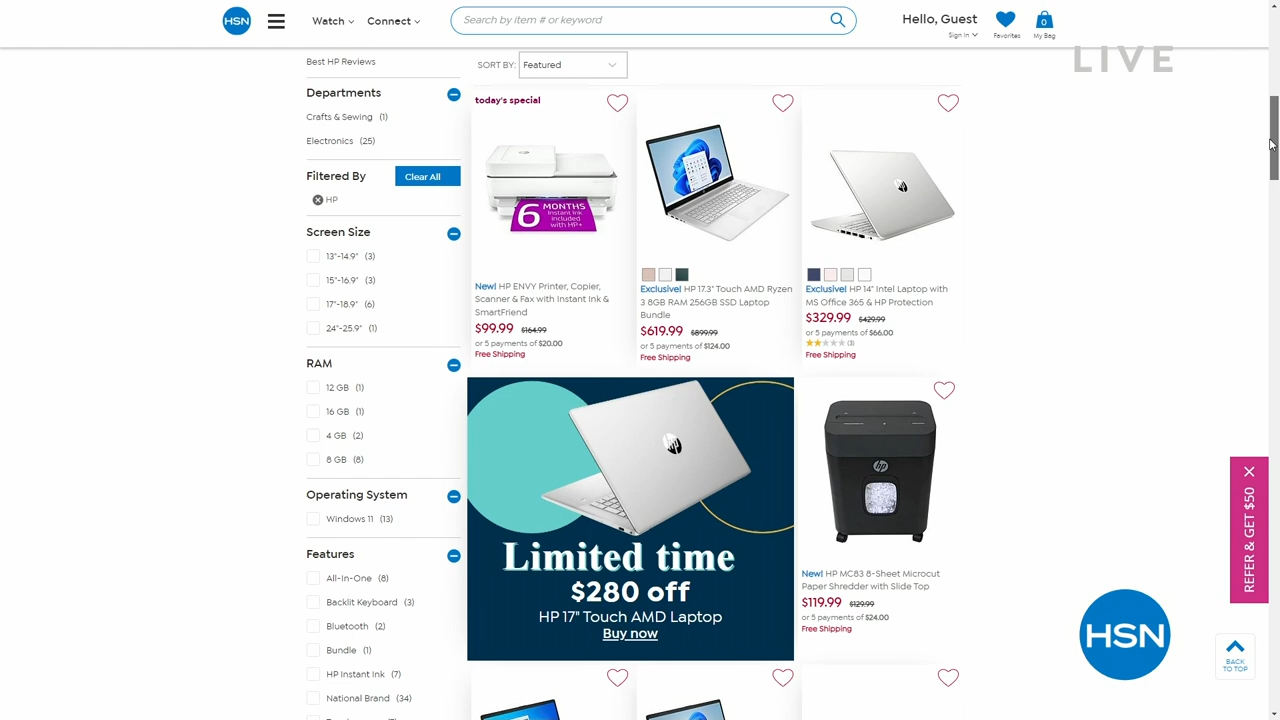 HSN
Watch
Connect
Search by item # or keyword
Hello, Guest
Sign In
Favorites
0
My Bag
LIVE
Best HP Reviews
Departments
Crafts & Sewing (1)
Electronics (25)
Filtered By
Clear All
HP
Screen Size
13"-14.9" (3)
15"-16.9" (3)
17"-18.9" (6)
24"-25.9" (1)
RAM
12 GB (1)
16 GB (1)
4 GB (2)
8 GB (8)
Operating System
Windows 11 (13)
Features
All-In-One (8)
Backlit Keyboard (3)
Bluetooth (2)
Bundle (1)
HP Instant Ink (7)
National Brand (34)
SORT BY:
Featured
today's special
6 MONTHS
Instant Ink
included
with HP+
New! HP ENVY Printer, Copier,
Scanner & Fax with Instant Ink &
SmartFriend
$99.99 $164.99
or 5 payments of $20.00
Free Shipping
Exclusive! HP 17.3" Touch AMD Ryzen
3 8GB RAM 256GB SSD Laptop
Bundle
$619.99 $899.99
or 5 payments of $124.00
Free Shipping
hp
Exclusive! HP 14" Intel Laptop with
MS Office 365 & HP Protection
$329.99 $429.99
or 5 payments of $66.00
(3)
Free Shipping
hp
Limited time
$280 off
HP 17" Touch AMD Laptop
Buy now
hp
New! HP MC83 8-Sheet Microcut
Paper Shredder with Slide Top
$119.99 $129.99
or 5 payments of $24.00
Free Shipping
REFER & GET $50
HSN
BACK
TO TOP